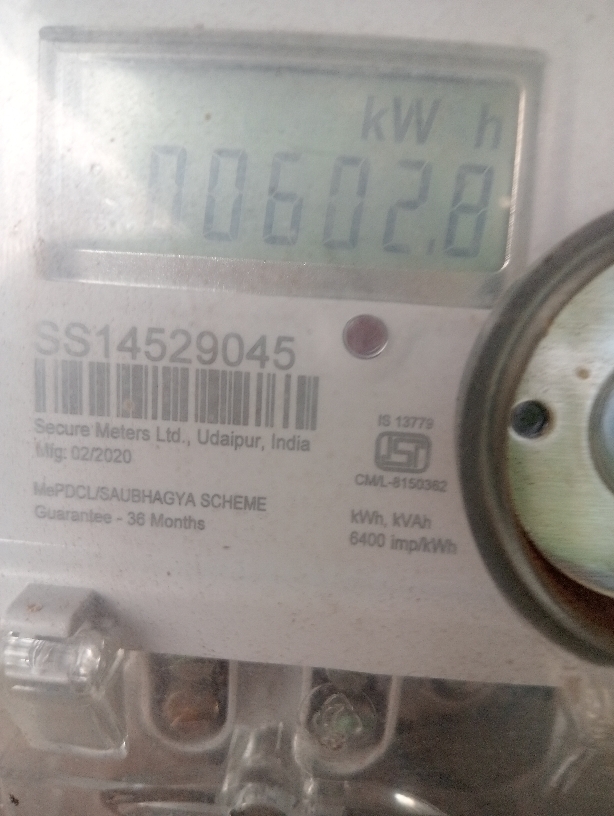 kW h
00602.8
SS14529045
Secure Meters Ltd., Udaipur, India
Mfg: 02/2020
IS 13779
ISI
CM/L-8150362
MePDCL/SAUBHAGYA SCHEME
Guarantee - 36 Months
kWh, kVAh
6400 imp/kWh